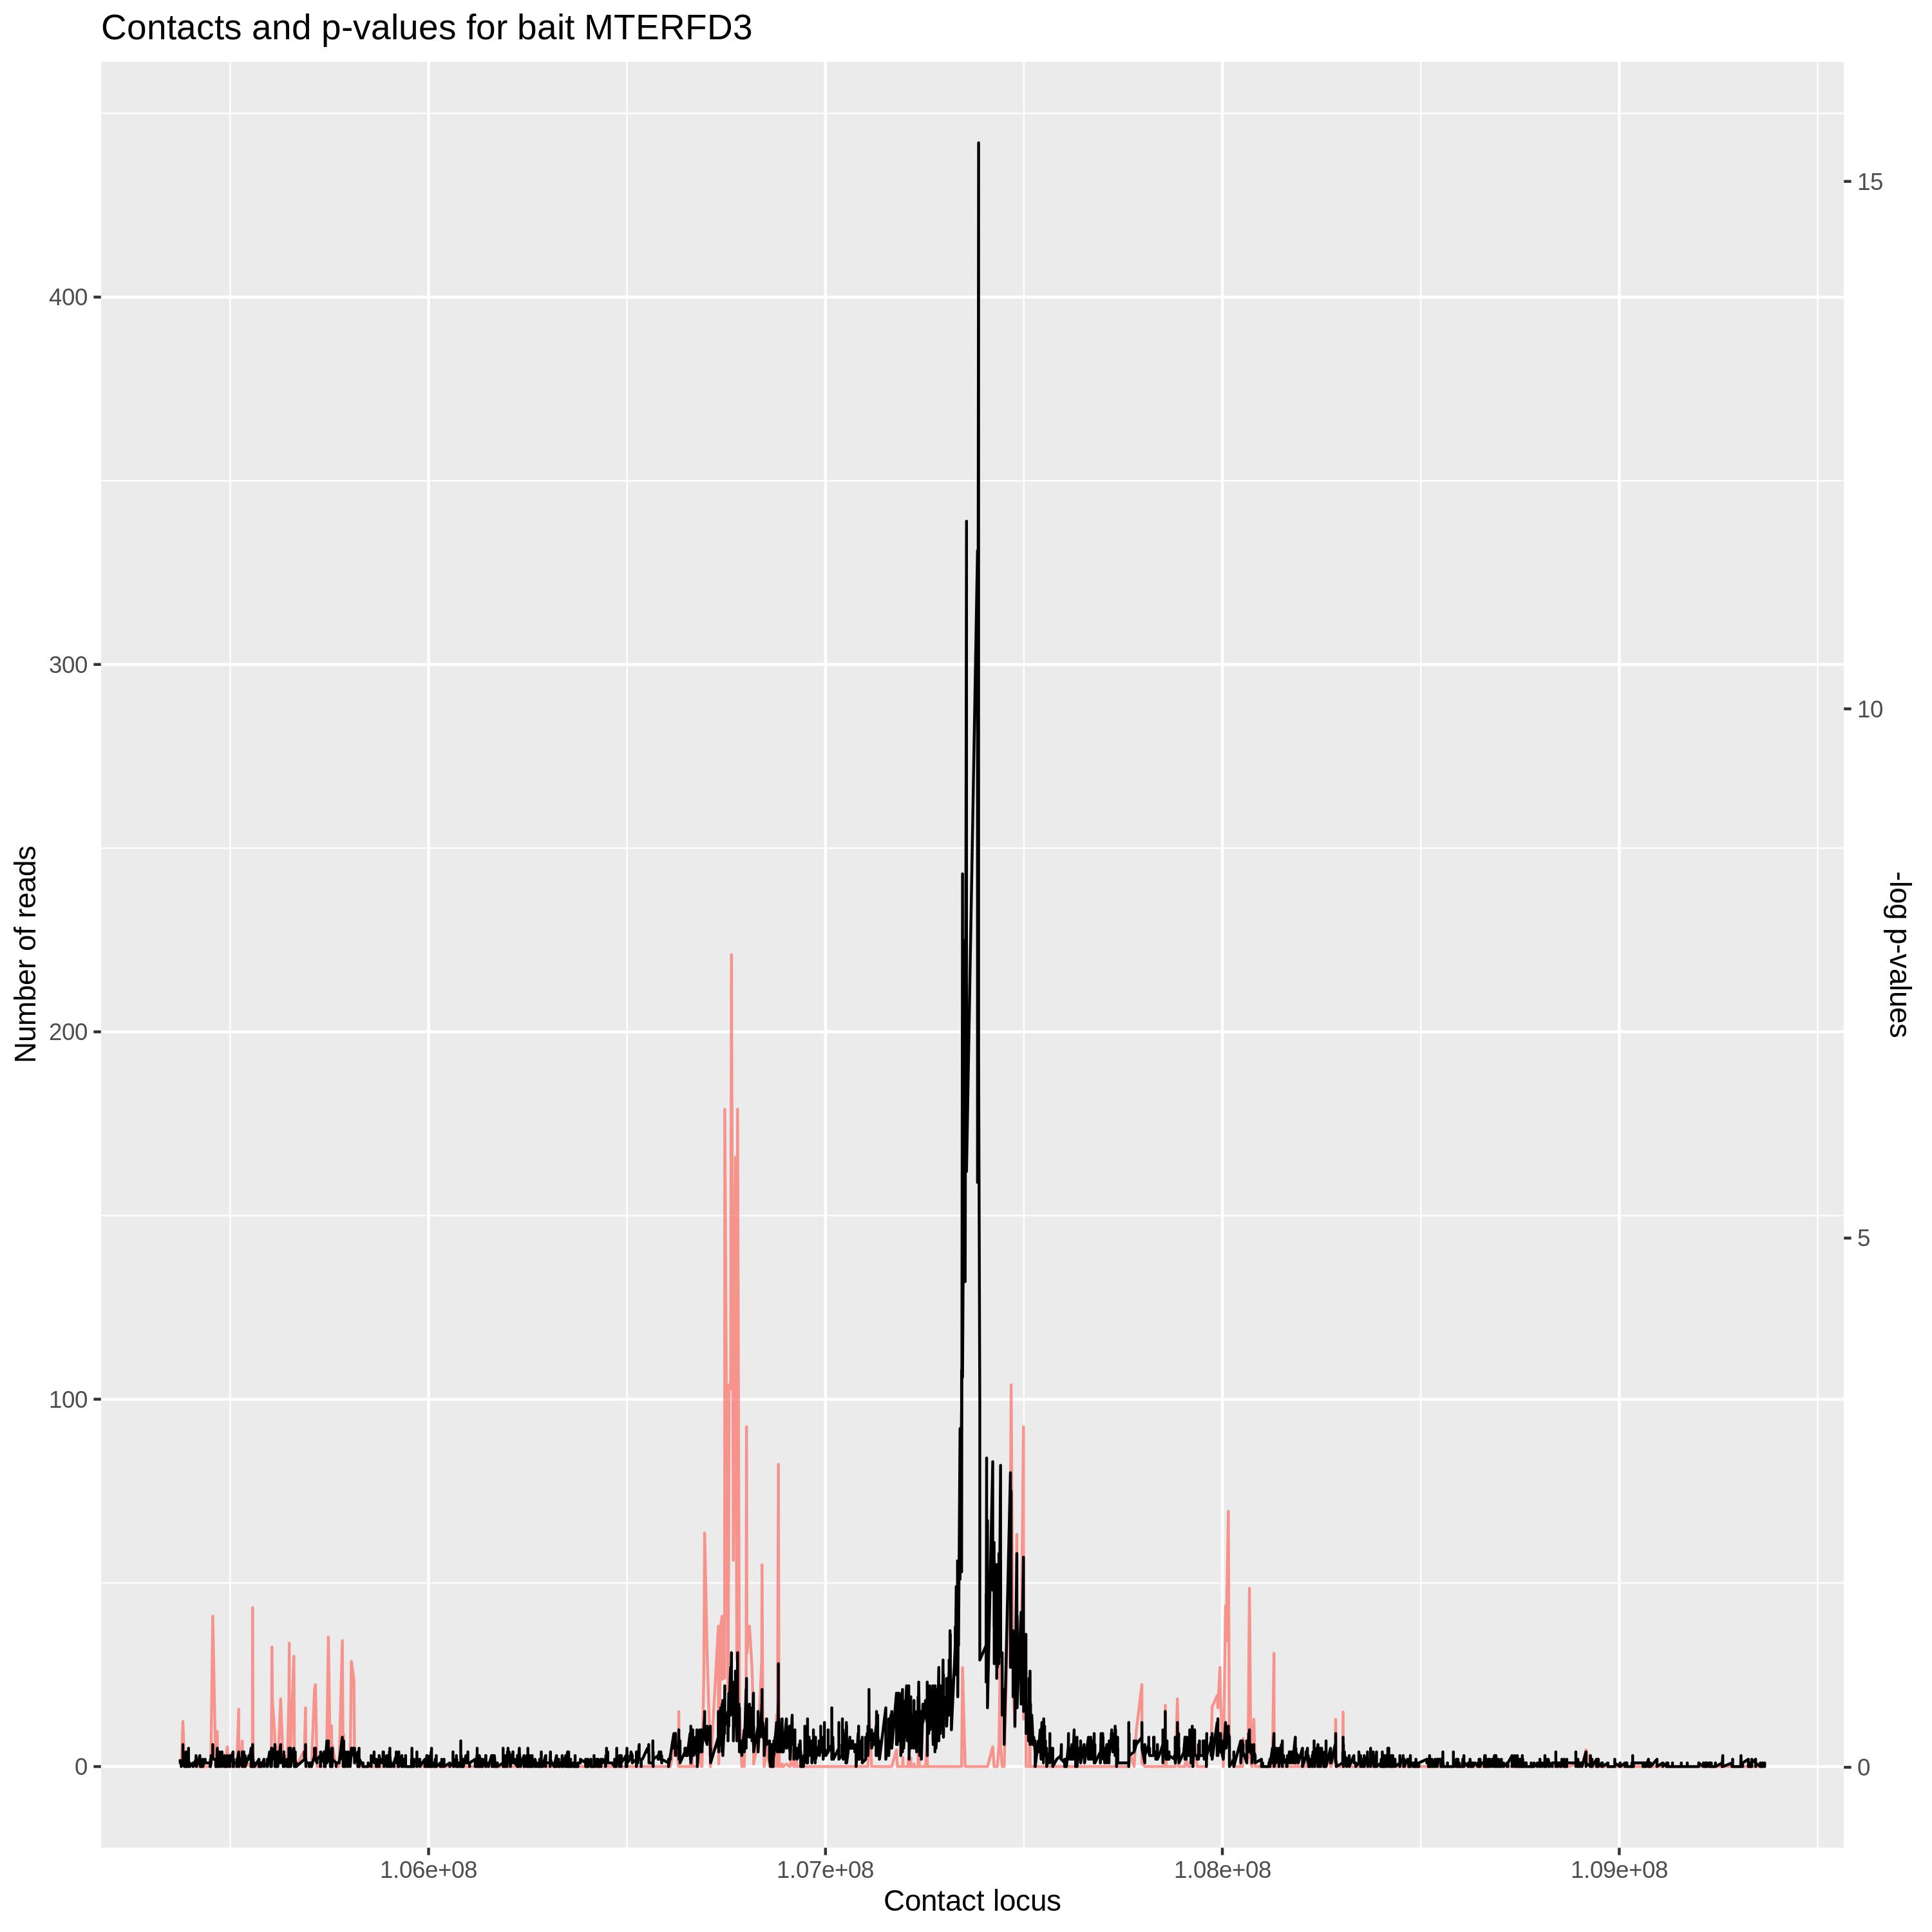 Contacts and p-values for bait MTERFD3
400
300
200
100
0
Number of reads
15
10
5
0
-log p-values
1.06e+08
1.07e+08
1.08e+08
1.09e+08
Contact locus